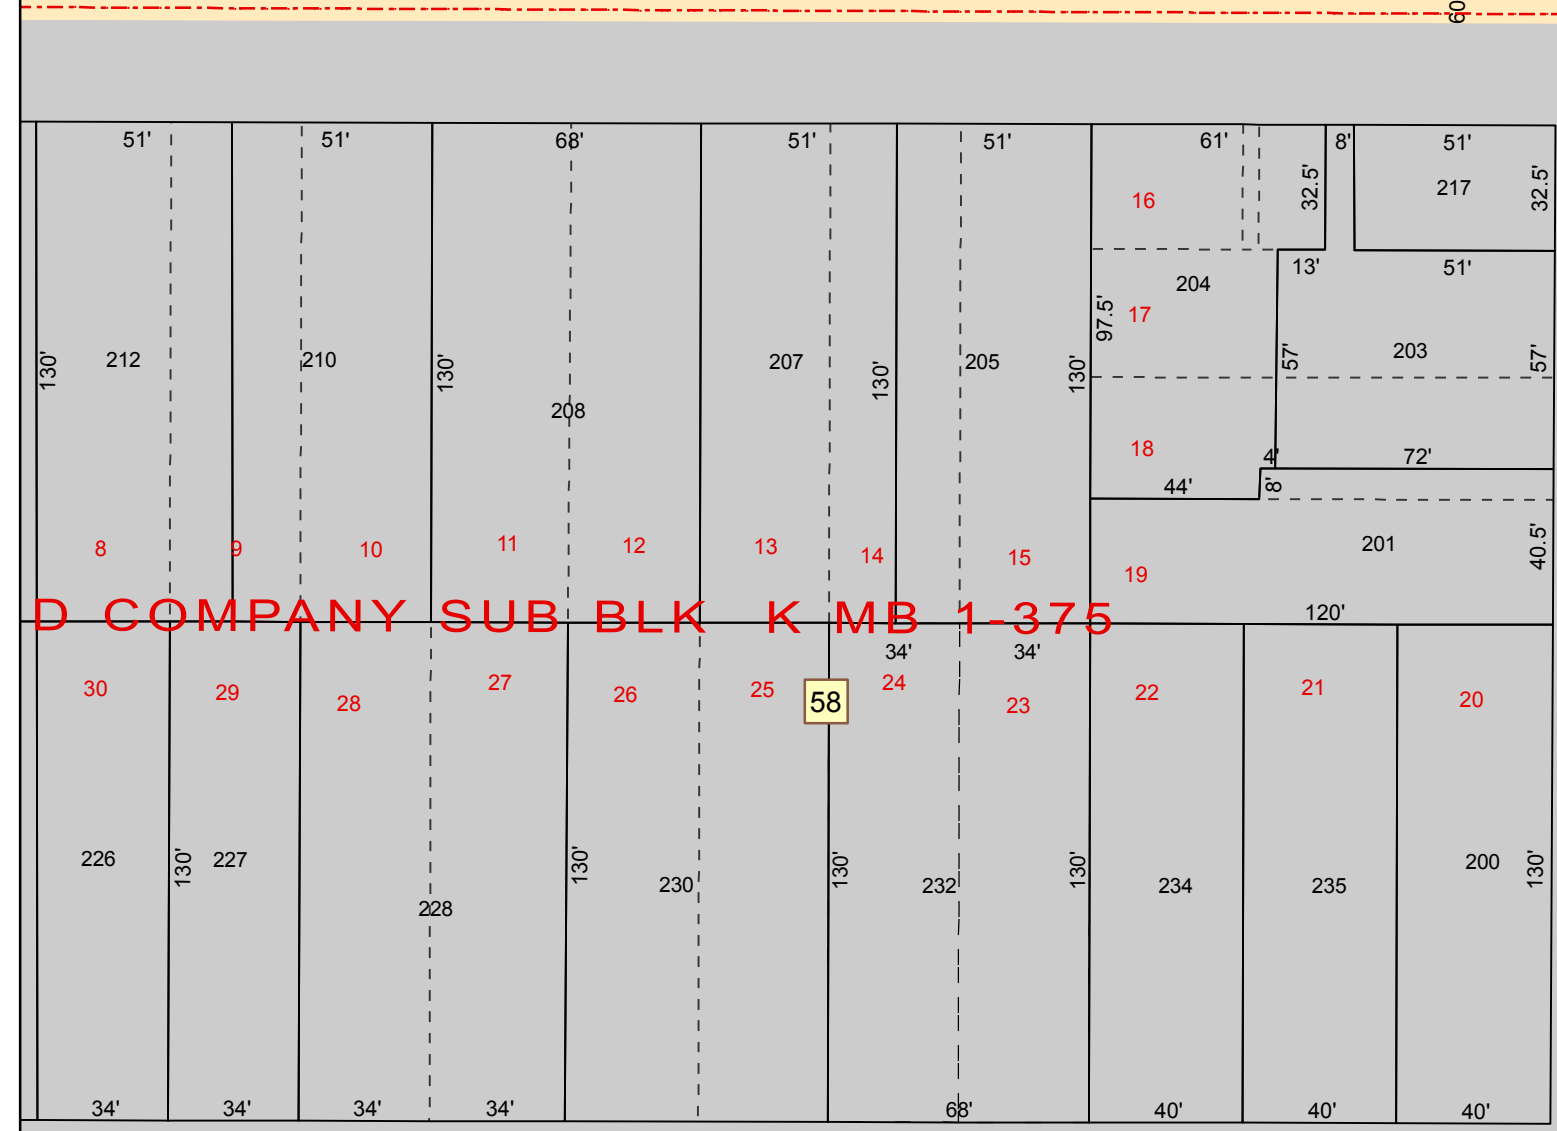 60
51' 51' 68' 51' 51' 61' 8' 51'
32.5' 217 32.5'
16
13' 51'
204
97.5' 17
130' 212 210 130' 207 130' 205 130' 57' 203 57'
208
18 4' 72'
44' 8'
8 9 10 11 12 13 14 15 19 201 40.5'
120'
D COMPANY SUB BLK K MB 1-375
34' 34'
30 29 28 27 26 25 58 24 23 22 21 20
226 130' 227 130' 130' 130' 200 130'
228 230 232 234 235
34' 34' 34' 34' 68' 40' 40' 40'